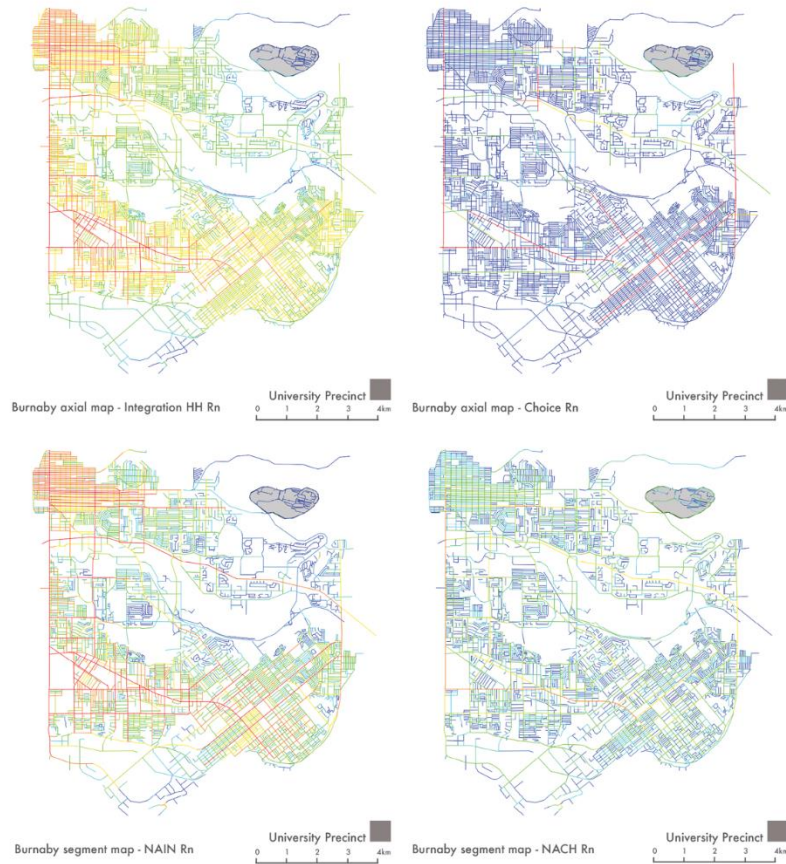 University Precinct
Burnaby axial map - Integration HH Rn
0 1 2 3 4km
University Precinct
Burnaby axial map - Choice Rn
0 1 2 3 4km
University Precinct
Burnaby segment map - NAIN Rn
0 1 2 3 4km
University Precinct
Burnaby segment map - NACH Rn
0 1 2 3 4km